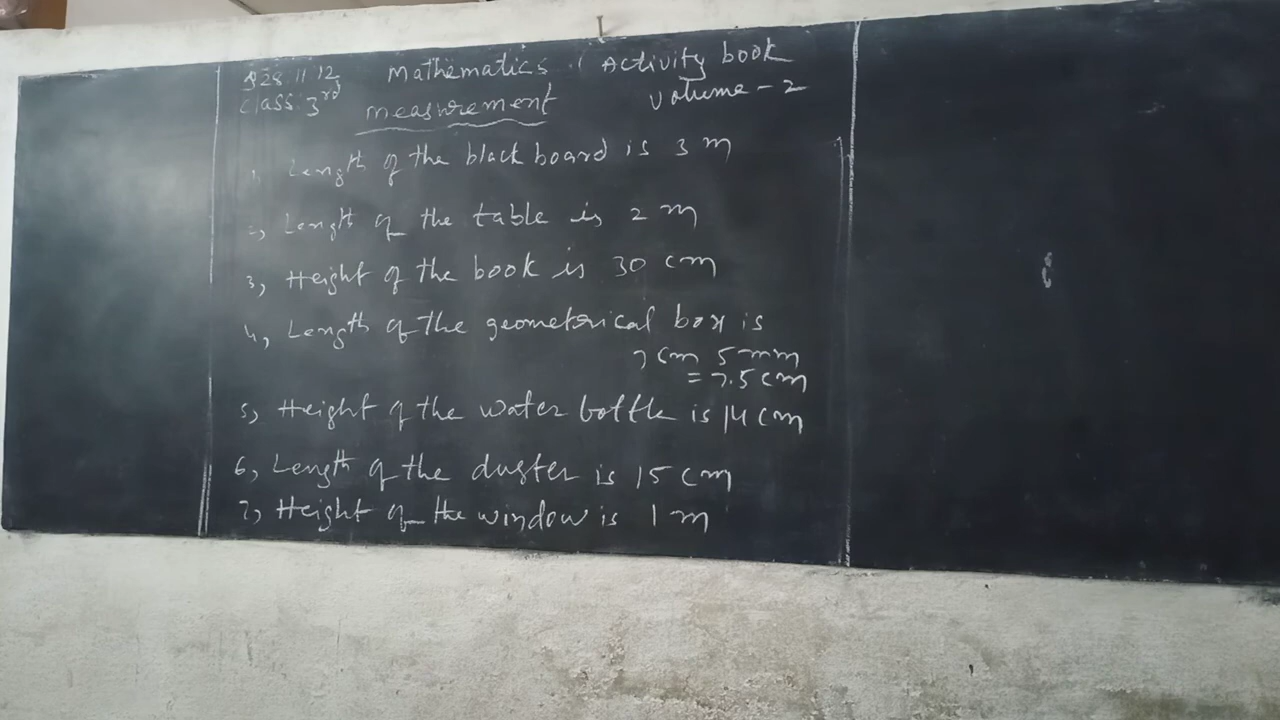 28 11 12 Mathematics Activity book
class: 3rd measurement volume - 2
1, Length of the black board is 3 m
2, Length of the table is 2 m
3, Height of the book is 30 cm
4, Length of the geometorical box is
7 cm 5 mm
= 7.5 cm
5, Height of the water bottle is 14 cm
6, Length of the duster is 15 cm
7, Height of the window is 1 m